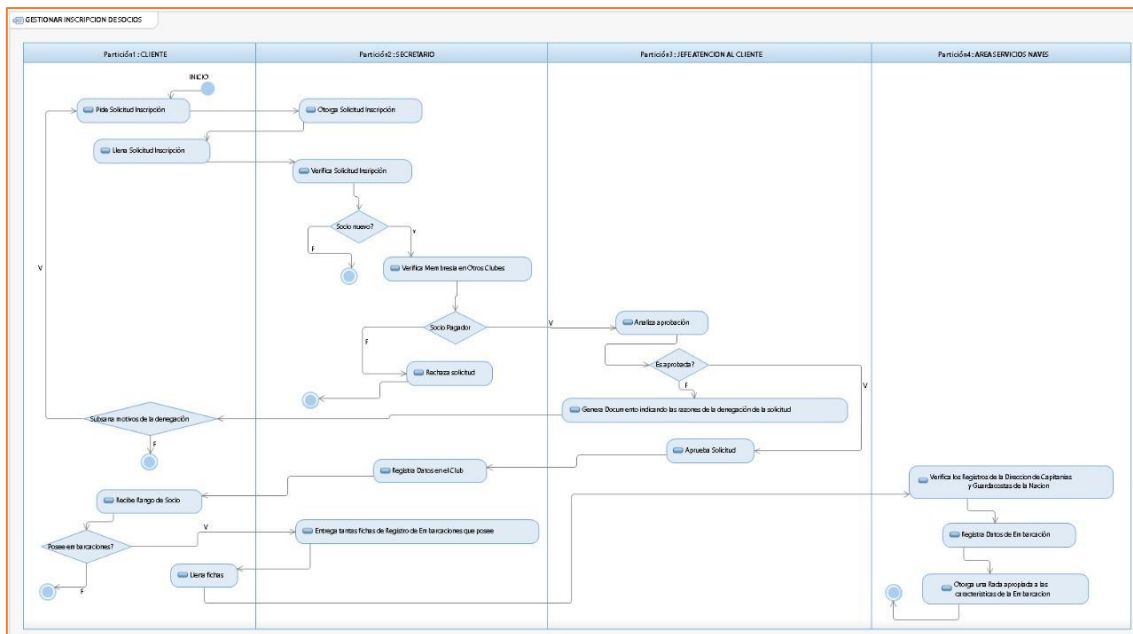 GESTIONAR INSCRIPCION DE SOCIOS
Partición1 : CLIENTE
Partición2 : SECRETARIO
Partición3 : JEFE ATENCION AL CLIENTE
Partición4 : AREA SERVICIOS NAVES
INICIO
Pide Solicitud Inscripción
Otorga Solicitud Inscripción
Llena Solicitud Inscripción
Verifica Solicitud Inripción
Socio nuevo?
F
V
Verifica Membresía en Otros Clubes
V
Socio Pagador
V
Analiza aprobación
F
Es aprobada?
Rechaza solicitud
F
V
Genera Documento indicando las razones de la denegación de la solicitud
Subsana motivos de la denegación
F
Aprueba Solicitud
Registra Datos en el Club
Verifica los Registros de la Direccion de Capitanias
y Guardacostas de la Nacion
Recibe Rango de Socio
V
Entrega tantas fichas de Registro de Embarcaciones que posee
Registra Datos de Embarcación
Posee embarcaciones?
Llena fichas
F
Otorga una Rada apropiada a las
características de la Embarcacion